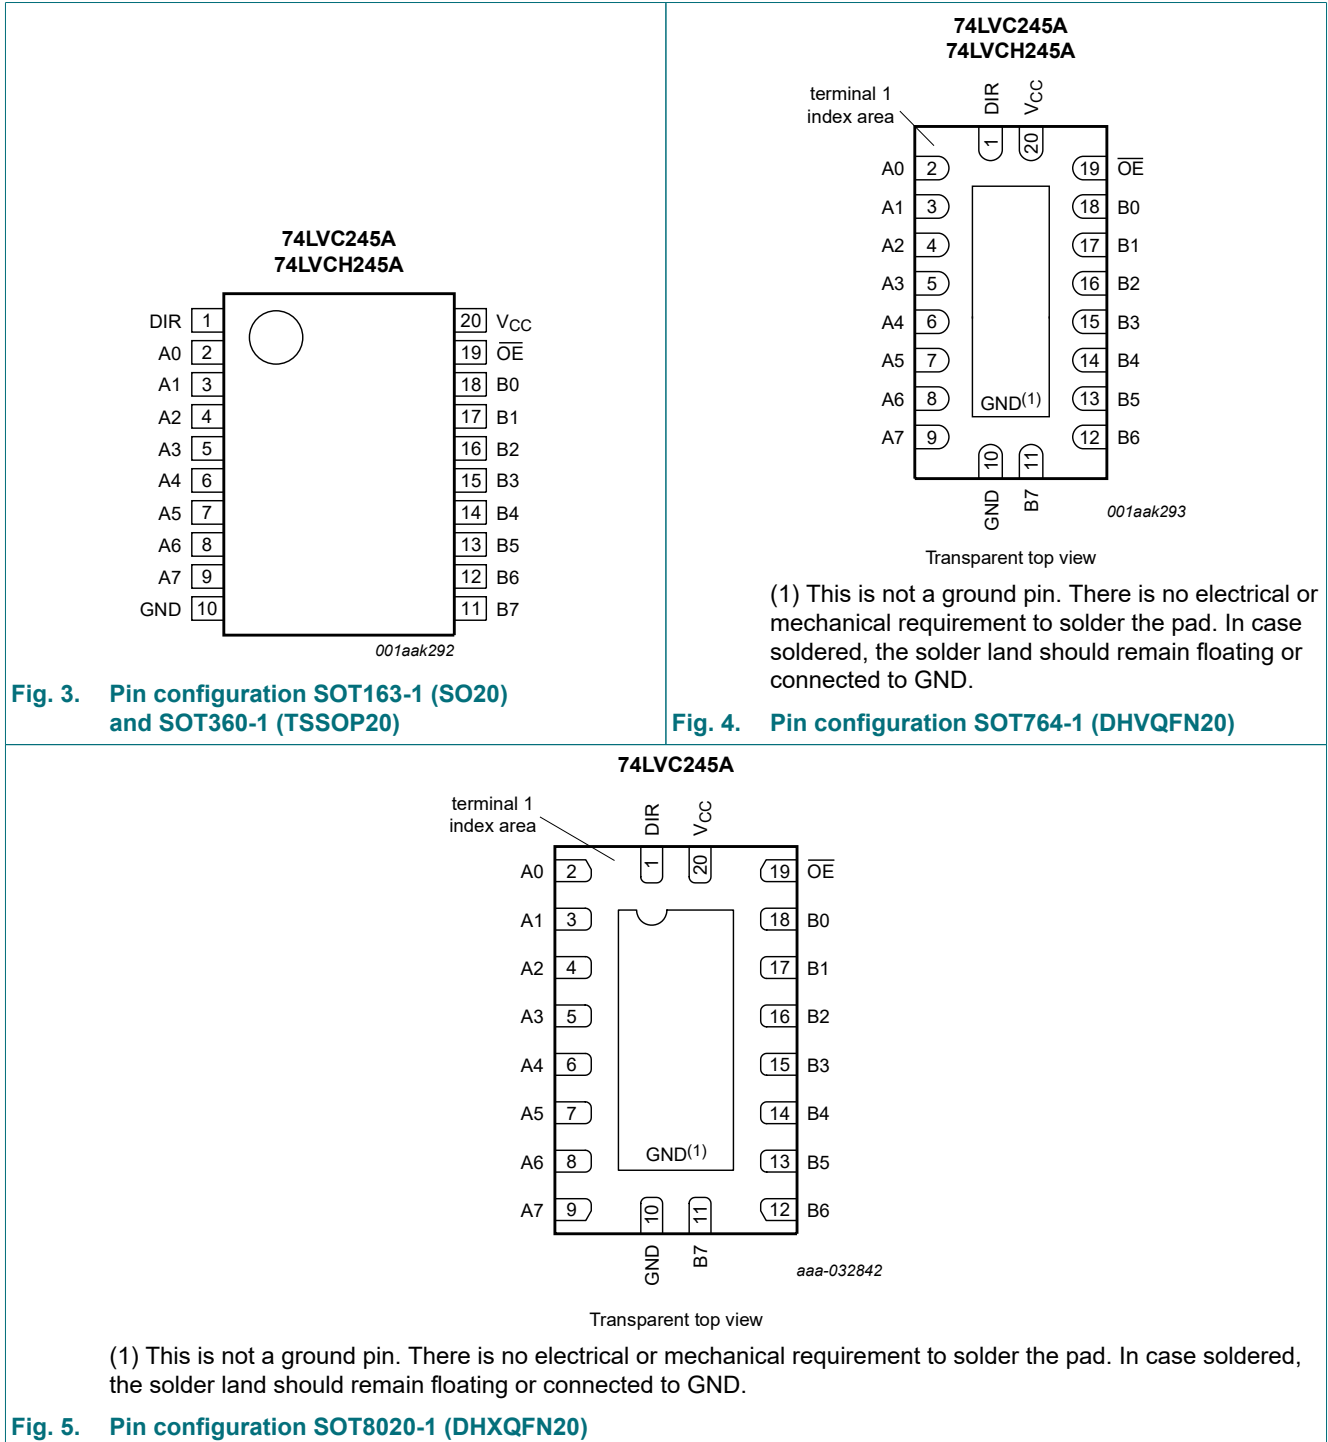 74LVC245A
74LVCH245A
DIR 1 20 VCC
A0 2 19 OE
A1 3 18 B0
A2 4 17 B1
A3 5 16 B2
A4 6 15 B3
A5 7 14 B4
A6 8 13 B5
A7 9 12 B6
GND 10 11 B7
001aak292
Fig. 3. Pin configuration SOT163-1 (SO20)
and SOT360-1 (TSSOP20)
74LVC245A
74LVCH245A
terminal 1
index area
DIR VCC
1 20
A0 2 19 OE
A1 3 18 B0
A2 4 17 B1
A3 5 16 B2
A4 6 15 B3
A5 7 14 B4
A6 8 GND(1) 13 B5
A7 9 12 B6
10 11
GND B7
001aak293
Transparent top view
(1) This is not a ground pin. There is no electrical or
mechanical requirement to solder the pad. In case
soldered, the solder land should remain floating or
connected to GND.
Fig. 4. Pin configuration SOT764-1 (DHVQFN20)
74LVC245A
terminal 1
index area
DIR VCC
1 20
A0 2 19 OE
A1 3 18 B0
A2 4 17 B1
A3 5 16 B2
A4 6 15 B3
A5 7 14 B4
A6 8 GND(1) 13 B5
A7 9 12 B6
10 11
GND B7
aaa-032842
Transparent top view
(1) This is not a ground pin. There is no electrical or mechanical requirement to solder the pad. In case soldered,
the solder land should remain floating or connected to GND.
Fig. 5. Pin configuration SOT8020-1 (DHXQFN20)